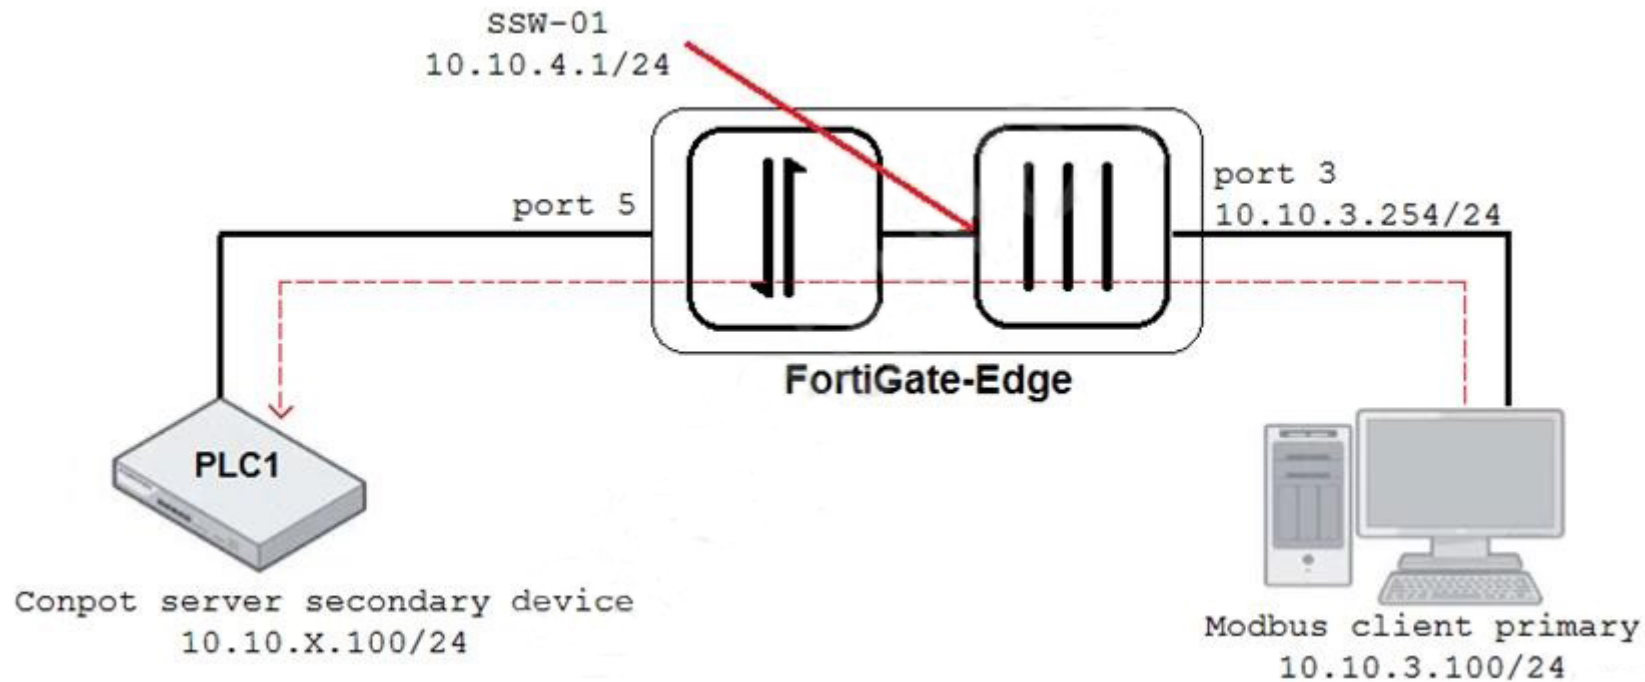 SSW-01
10.10.4.1/24
port 5
port 3
10.10.3.254/24
FortiGate-Edge
PLC1
Conpot server secondary device
10.10.X.100/24
Modbus client primary
10.10.3.100/24